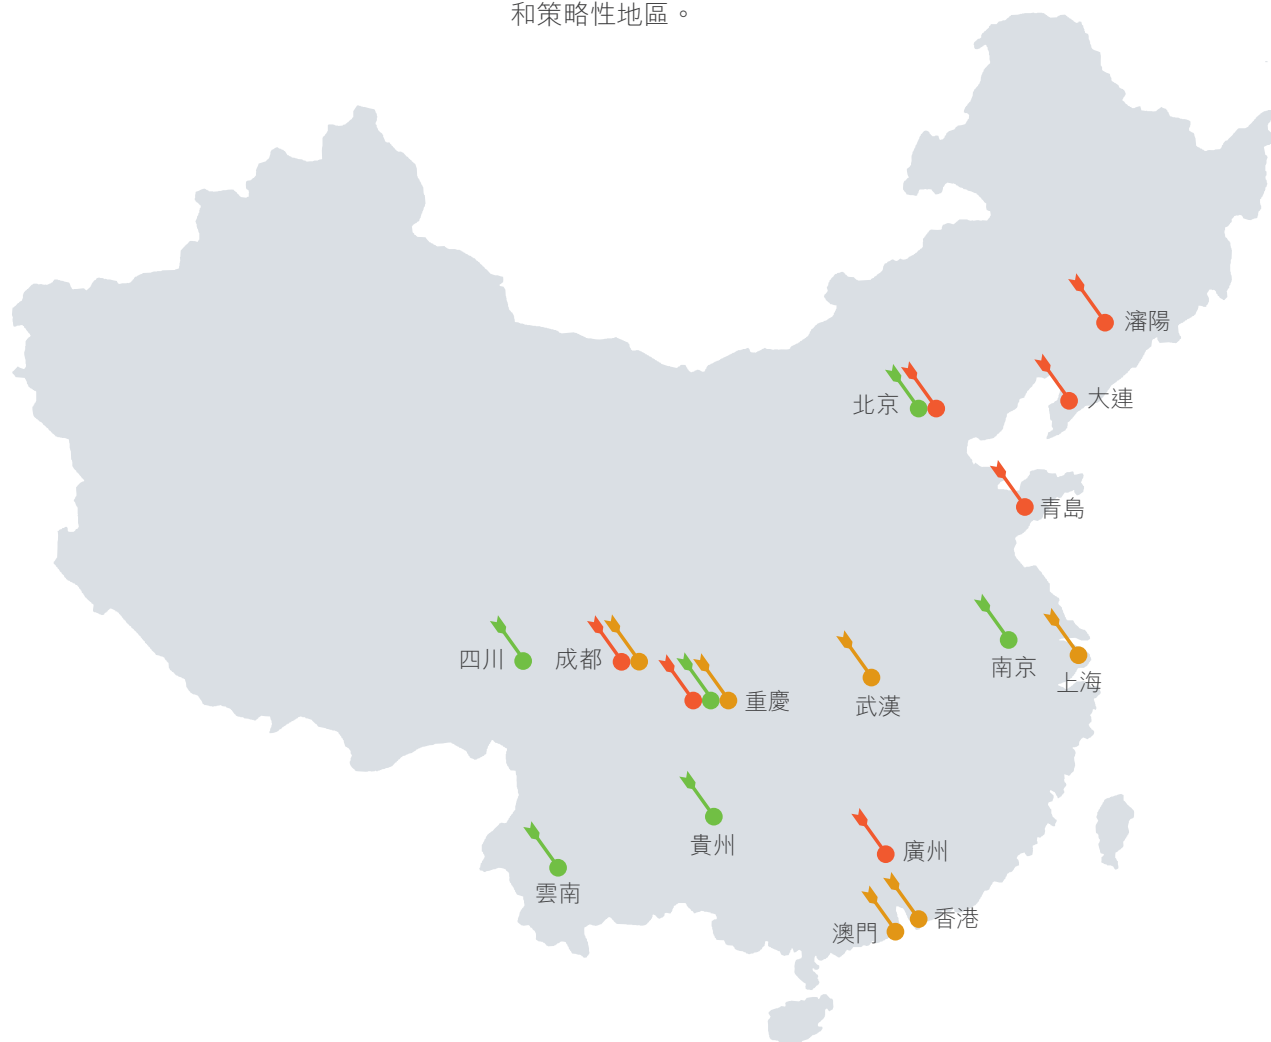 和策略性地區。
瀋陽
大連
北京
青島
四川
成都
重慶
武漢
南京
上海
貴州
雲南
廣州
香港
澳門